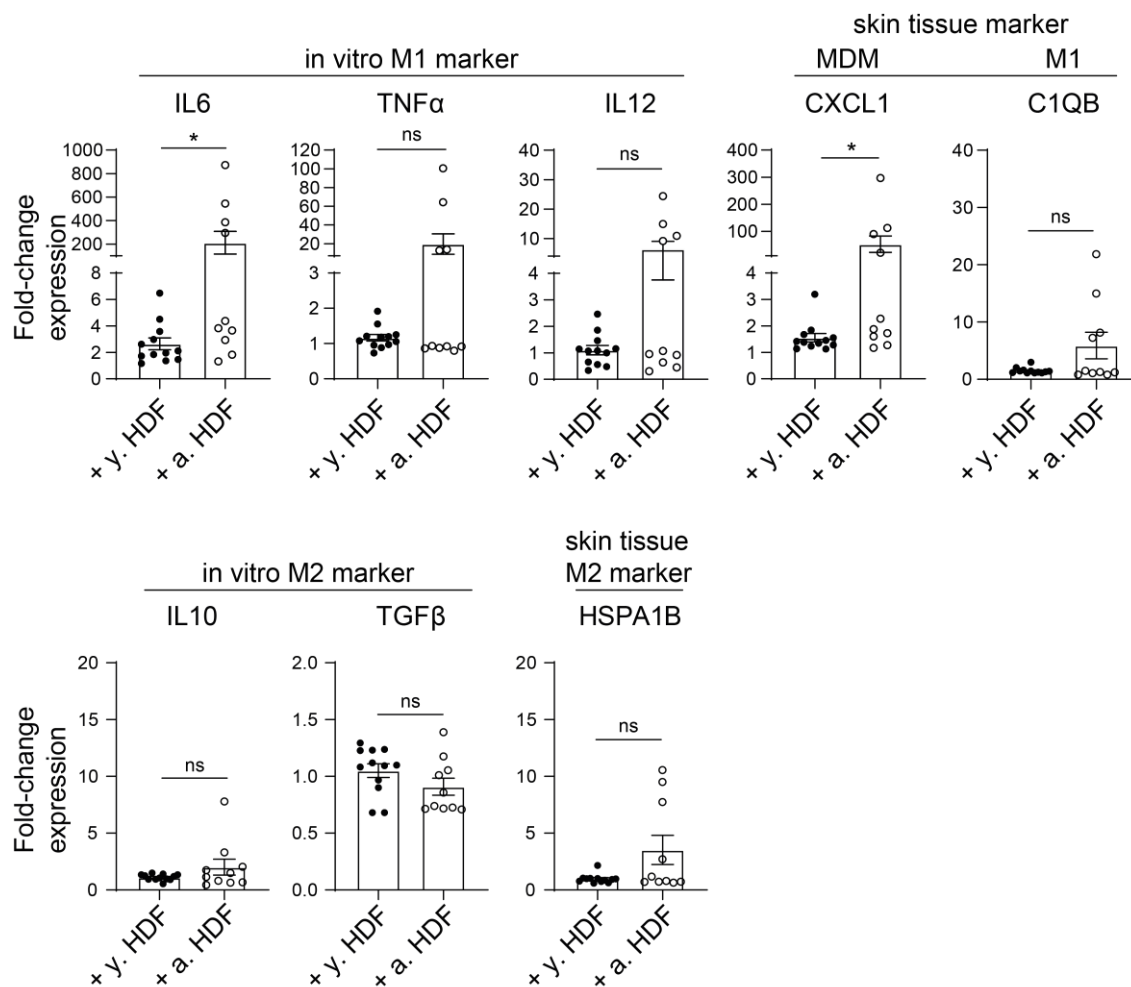 skin tissue marker
in vitro M1 marker MDM M1
IL6 TNFα IL12 CXCL1 C1QB
Fold-change
expression
1000
800
600
400
200
8
6
4
2
0
*
+ y. HDF
+ a. HDF
120
100
80
60
40
20
3
2
1
0
ns
+ y. HDF
+ a. HDF
40
30
20
10
4
3
2
1
0
ns
+ y. HDF
+ a. HDF
400
300
200
100
4
3
2
1
0
*
+ y. HDF
+ a. HDF
40
30
20
10
0
ns
+ y. HDF
+ a. HDF
skin tissue
in vitro M2 marker M2 marker
IL10 TGFβ HSPA1B
Fold-change
expression
20
15
10
5
0
ns
+ y. HDF
+ a. HDF
2.0
1.5
1.0
0.5
0.0
ns
+ y. HDF
+ a. HDF
20
15
10
5
0
ns
+ y. HDF
+ a. HDF